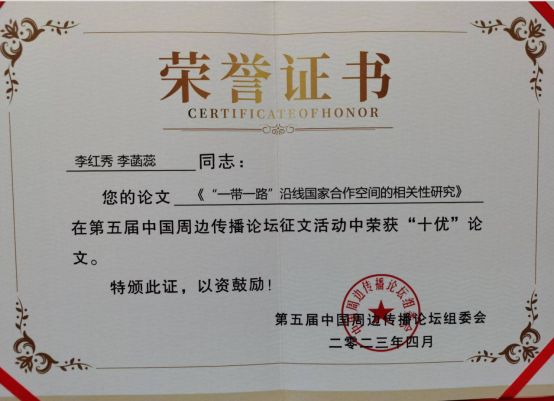 荣誉证书
CERTIFICATEOFHONOR
李红秀 李菡蕊 同志：
您的论文《“一带一路”沿线国家合作空间的相关性研究》
在第五届中国周边传播论坛征文活动中荣获“十优”论
文。
特颁此证，以资鼓励！
第五届中国周边传播论坛组委会
二零二三年四月